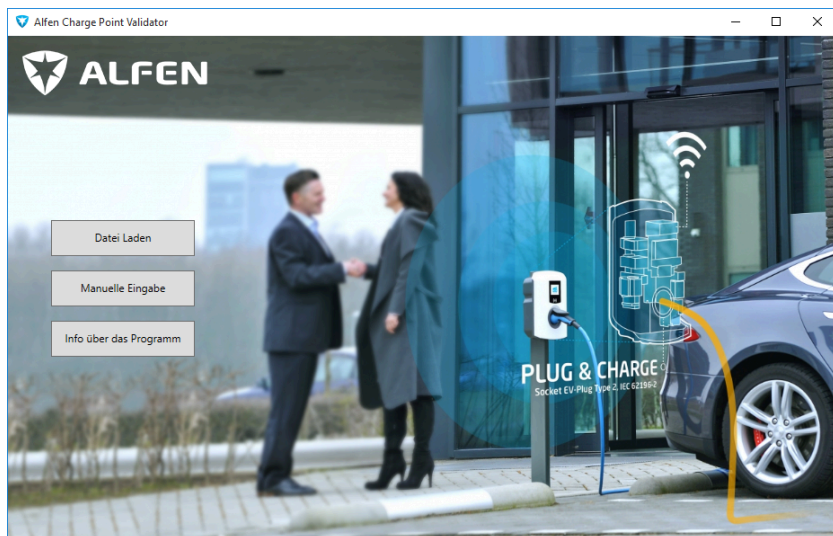 Alfen Charge Point Validator
ALFEN
Datei Laden
Manuelle Eingabe
Info über das Programm
PLUG & CHARGE
Socket EV-Plug Type 2, IEC 62196-2